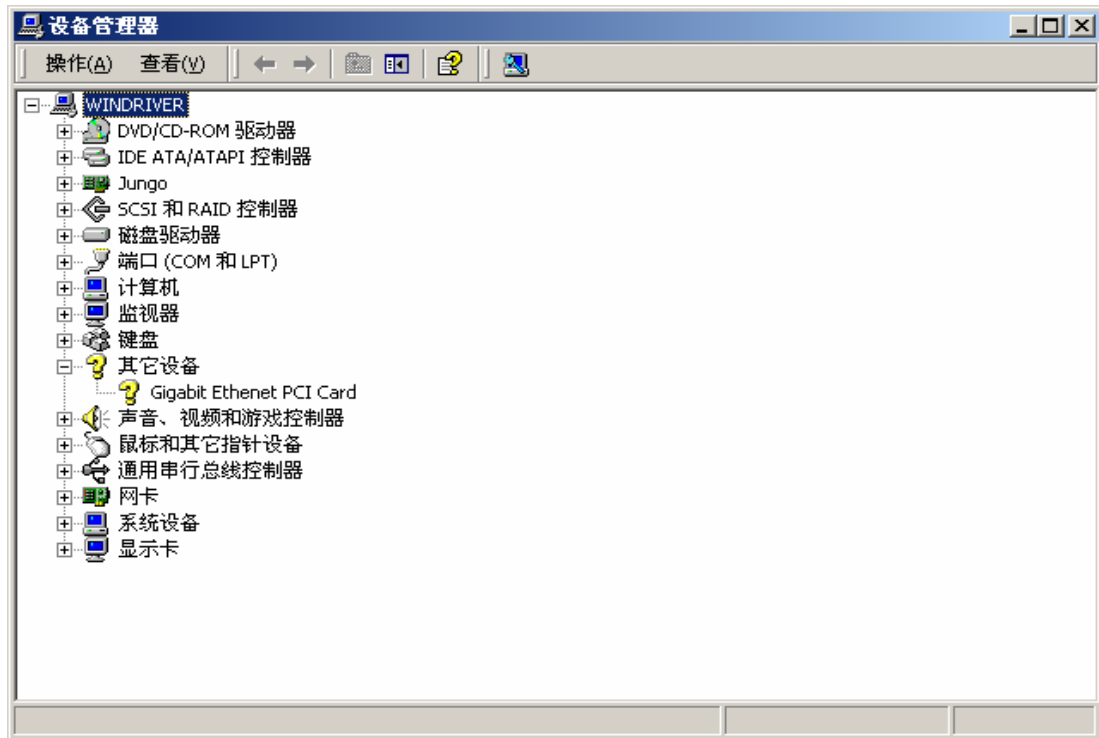 设备管理器
操作(A) 查看(V)
WINDRIVER
DVD/CD-ROM 驱动器
IDE ATA/ATAPI 控制器
Jungo
SCSI 和 RAID 控制器
磁盘驱动器
端口 (COM 和 LPT)
计算机
监视器
键盘
其它设备
Gigabit Ethenet PCI Card
声音、视频和游戏控制器
鼠标和其它指针设备
通用串行总线控制器
网卡
系统设备
显示卡